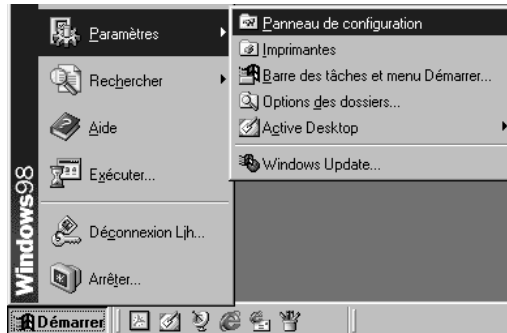 Paramètres
Rechercher
Aide
Exécuter...
Déconnexion Ljh...
Arrêter...
Windows98
Démarrer
Panneau de configuration
Imprimantes
Barre des tâches et menu Démarrer...
Options des dossiers...
Active Desktop
Windows Update...